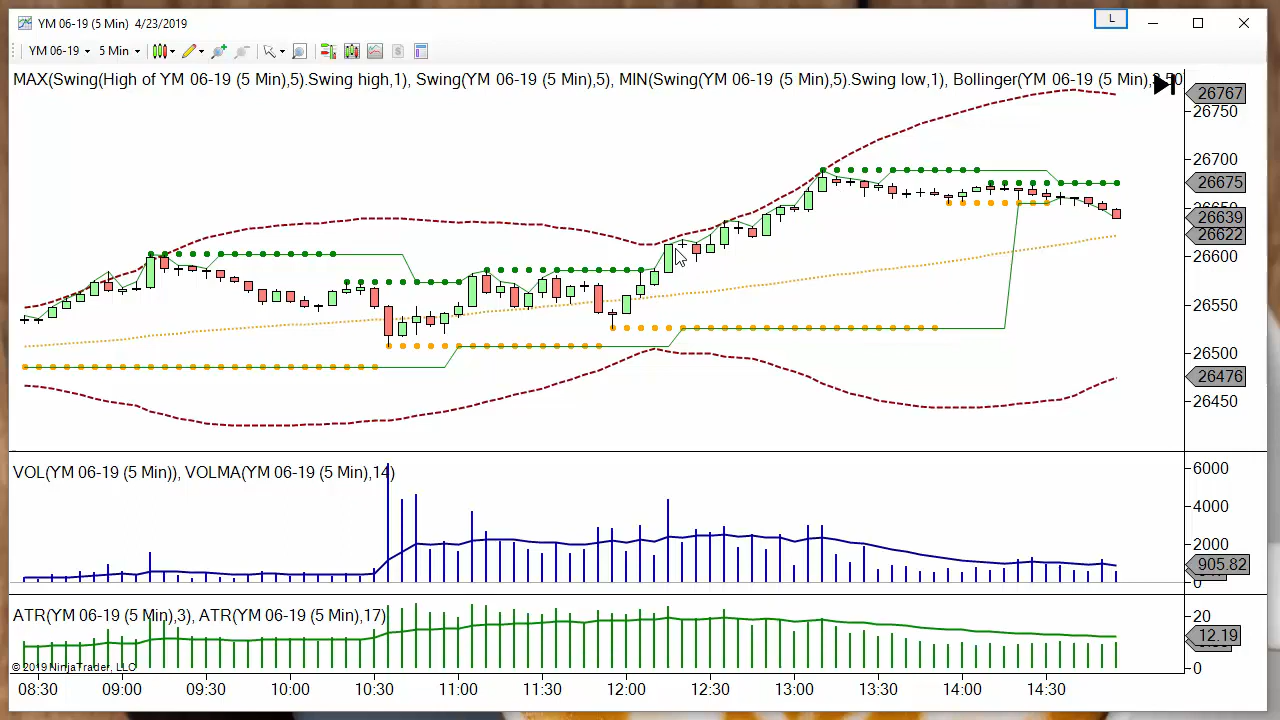 YM 06-19 (5 Min) 4/23/2019
L
YM 06-19 5 Min
MAX(Swing(High of YM 06-19 (5 Min),5).Swing high,1), Swing(YM 06-19 (5 Min),5), MIN(Swing(YM 06-19 (5 Min),5).Swing low,1), Bollinger(YM 06-19 (5 Min),
26767
26750
26700
26675
26639
26622
26600
26550
26500
26476
26450
VOL(YM 06-19 (5 Min)), VOLMA(YM 06-19 (5 Min),14)
6000
4000
2000
905.82
0
ATR(YM 06-19 (5 Min),3), ATR(YM 06-19 (5 Min),17)
20
12.19
0
© 2019 NinjaTrader, LLC
08:30 09:00 09:30 10:00 10:30 11:00 11:30 12:00 12:30 13:00 13:30 14:00 14:30